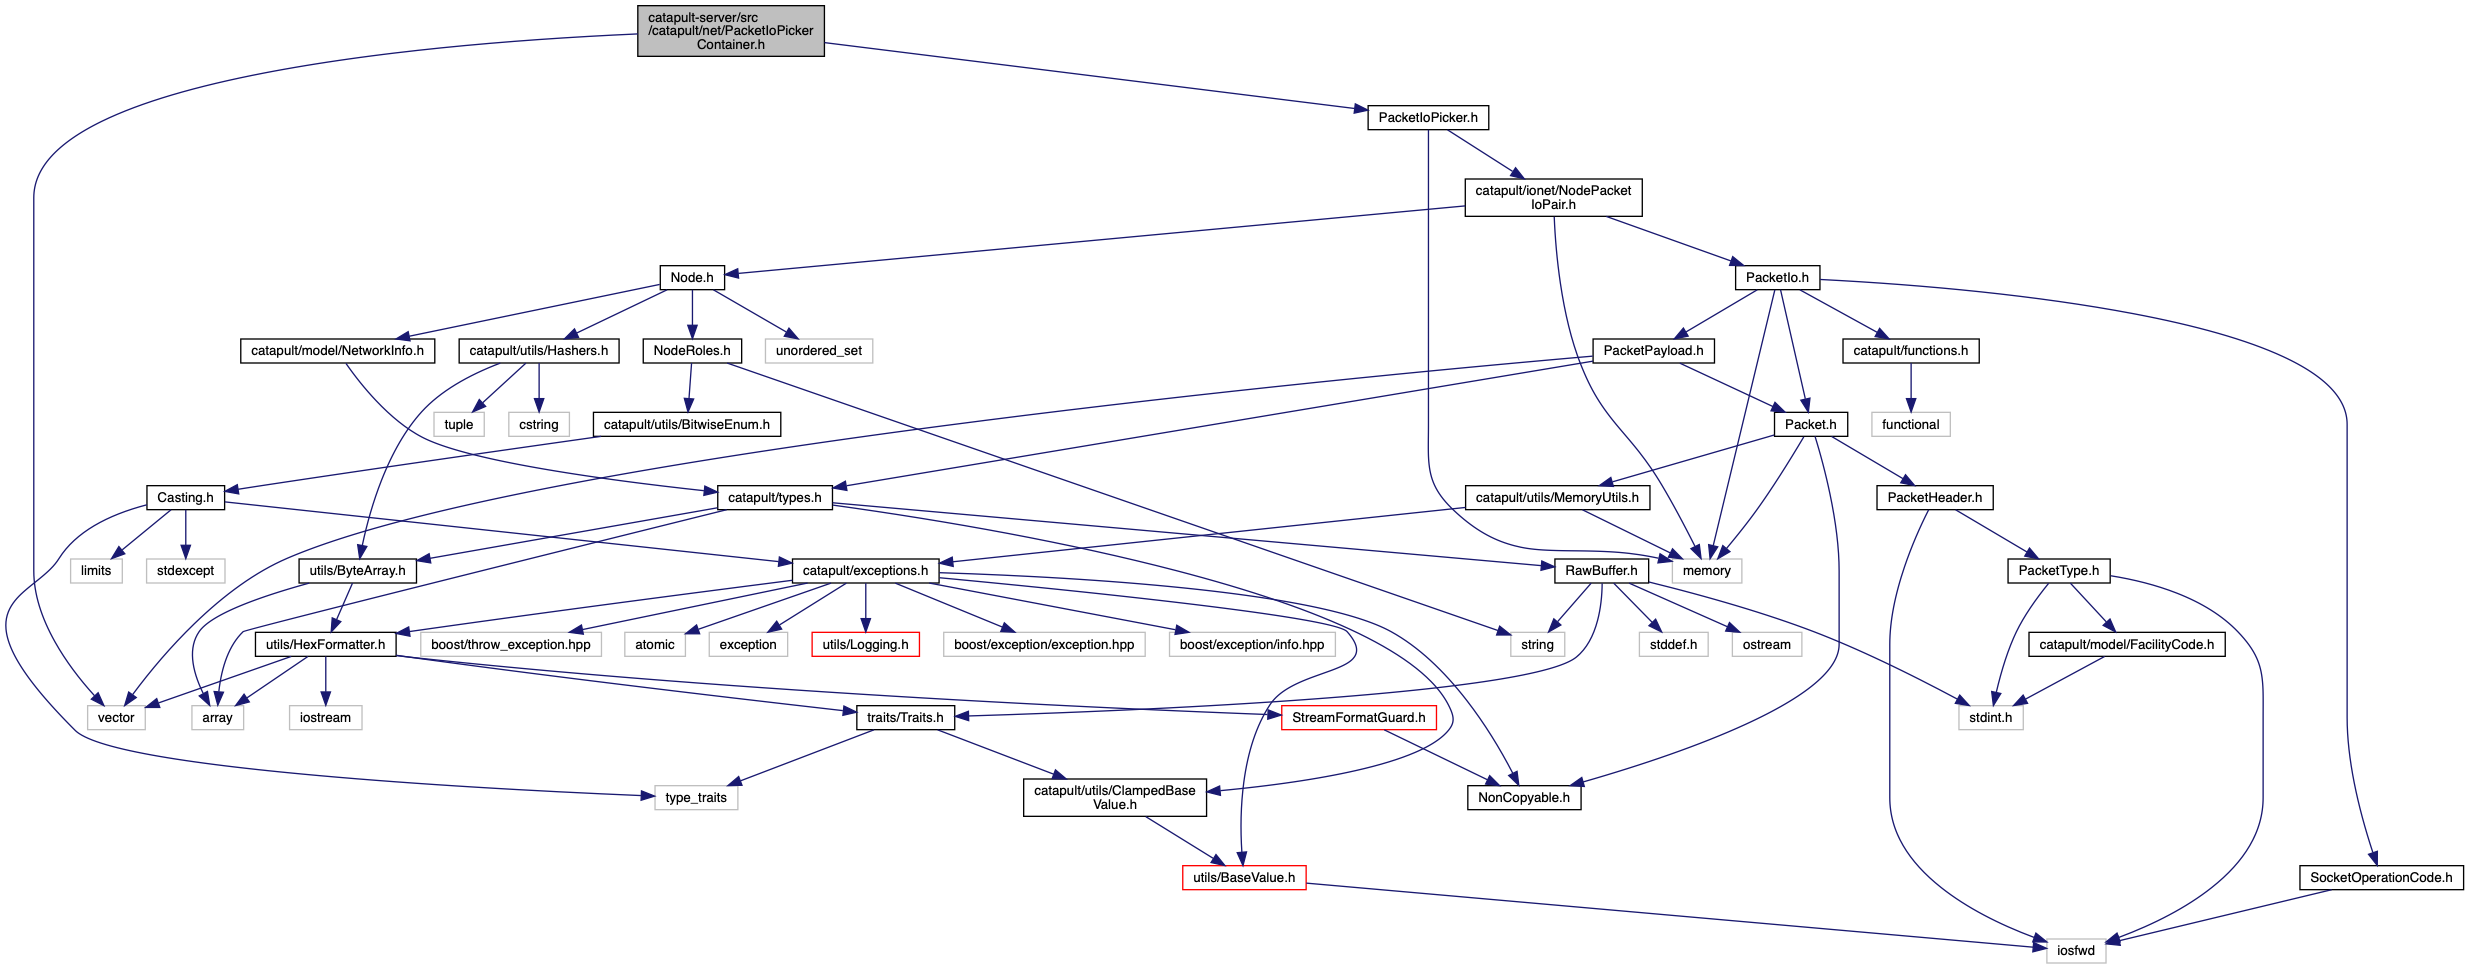 catapult-server/src
/catapult/net/PacketIoPicker
Container.h
PacketIoPicker.h
catapult/ionet/NodePacket
IoPair.h
Node.h
PacketIo.h
catapult/model/NetworkInfo.h
catapult/utils/Hashers.h
NodeRoles.h
unordered_set
PacketPayload.h
catapult/functions.h
tuple
cstring
catapult/utils/BitwiseEnum.h
Packet.h
functional
Casting.h
catapult/types.h
catapult/utils/MemoryUtils.h
PacketHeader.h
limits
stdexcept
utils/ByteArray.h
catapult/exceptions.h
RawBuffer.h
memory
PacketType.h
utils/HexFormatter.h
boost/throw_exception.hpp
atomic
exception
utils/Logging.h
boost/exception/exception.hpp
boost/exception/info.hpp
string
stddef.h
ostream
catapult/model/FacilityCode.h
vector
array
iostream
traits/Traits.h
StreamFormatGuard.h
stdint.h
type_traits
catapult/utils/ClampedBase
Value.h
NonCopyable.h
utils/BaseValue.h
SocketOperationCode.h
iosfwd